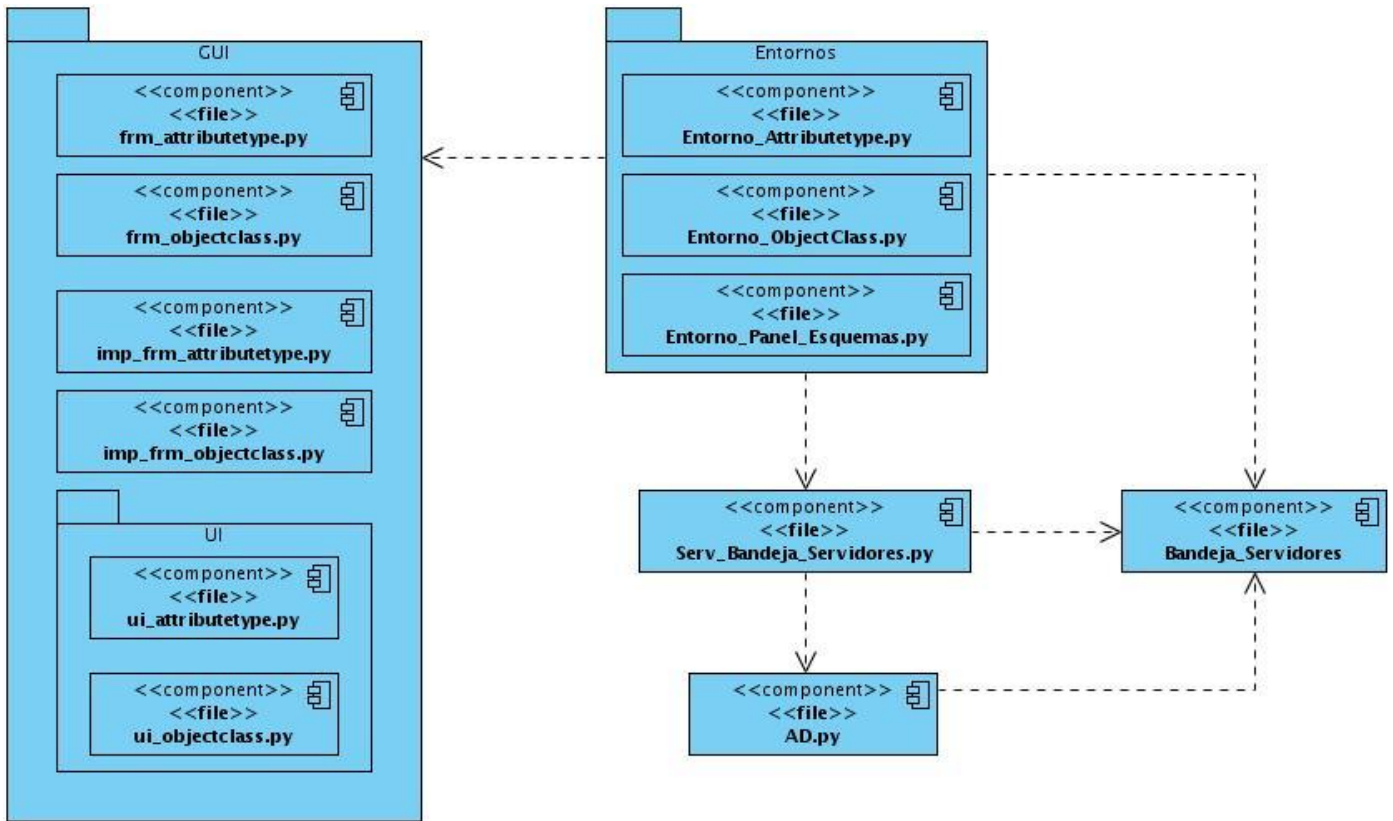 GUI
<<component>>
<<file>>
frm_attributetype.py
<<component>>
<<file>>
frm_objectclass.py
<<component>>
<<file>>
imp_frm_attributetype.py
<<component>>
<<file>>
imp_frm_objectclass.py
UI
<<component>>
<<file>>
ui_attributetype.py
<<component>>
<<file>>
ui_objectclass.py
Entornos
<<component>>
<<file>>
Entorno_Attributetype.py
<<component>>
<<file>>
Entorno_ObjectClass.py
<<component>>
<<file>>
Entorno_Panel_Esquemas.py
<<component>>
<<file>>
Serv_Bandeja_Servidores.py
<<component>>
<<file>>
Bandeja_Servidores
<<component>>
<<file>>
AD.py